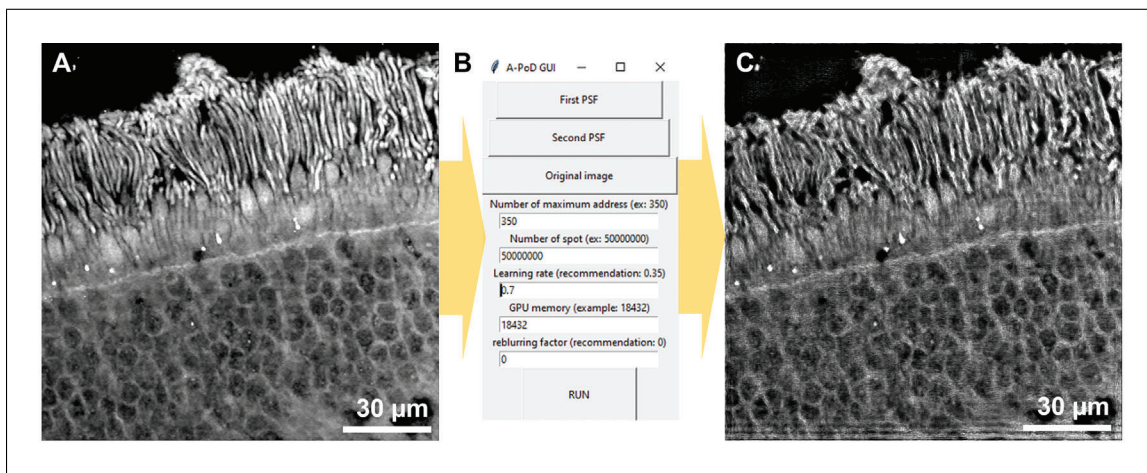 A.
B
C.
A-PoD GUI
First PSF
Second PSF
Original image
Number of maximum address (ex: 350)
350
Number of spot (ex: 50000000)
50000000
Learning rate (recommendation: 0.35)
0.7
GPU memory (example: 18432)
18432
reblurring factor (recommendation: 0)
0
RUN
30 µm
30 µm